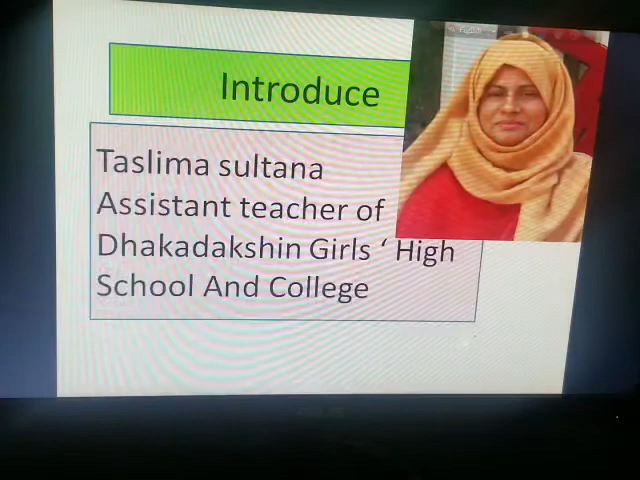 Introduce
Taslima sultana
Assistant teacher of
Dhakadakshin Girls ‘ High
School And College